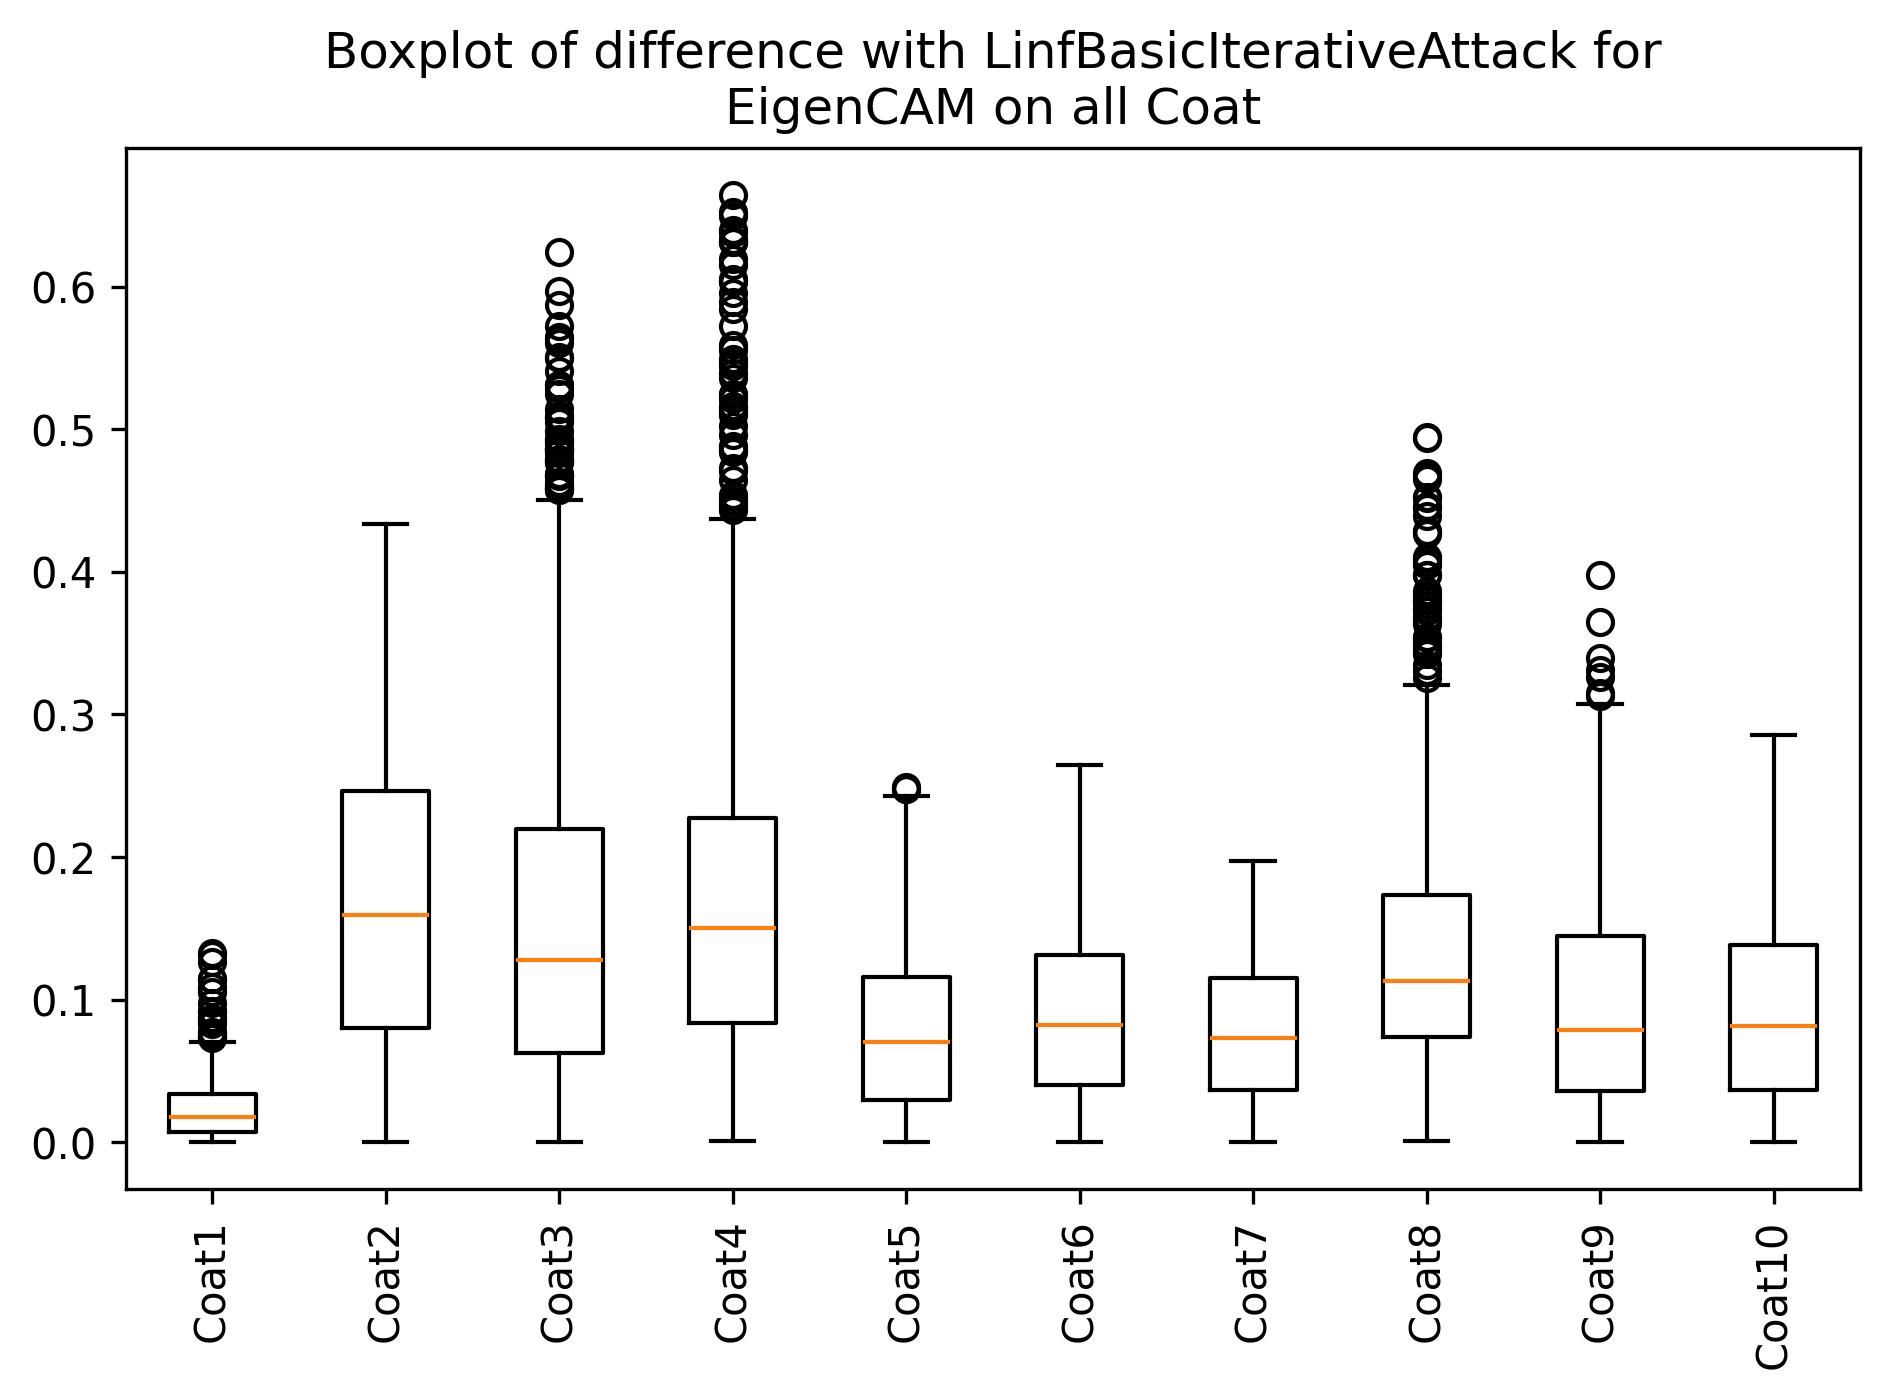 Boxplot of difference with LinfBasicIterativeAttack for
EigenCAM on all Coat
0.6
0.5
0.4
0.3
0.2
0.1
0.0
Coat1
Coat2
Coat3
Coat4
Coat5
Coat6
Coat7
Coat8
Coat9
Coat10